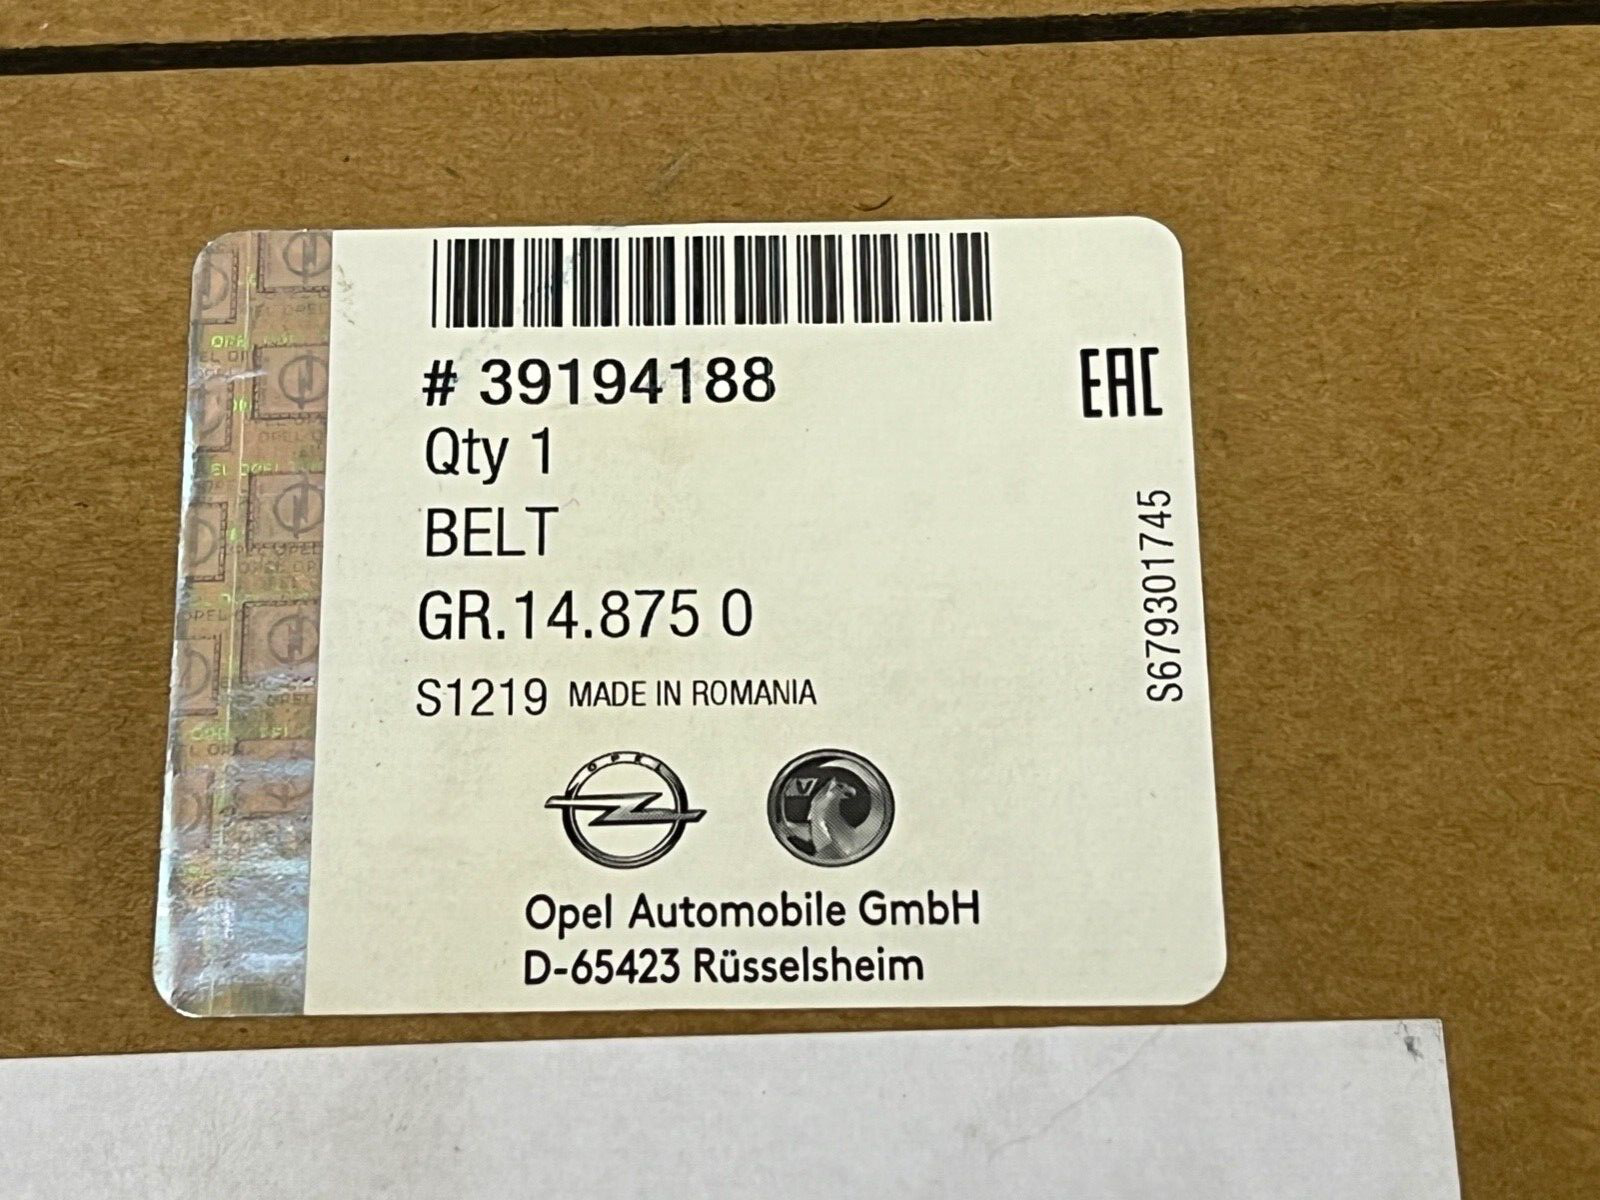 # 39194188
EAC
Qty 1
BELT
GR.14.875 0
S1219 MADE IN ROMANIA
S679301745
OPEL
V
Opel Automobile GmbH
D-65423 Rüsselsheim